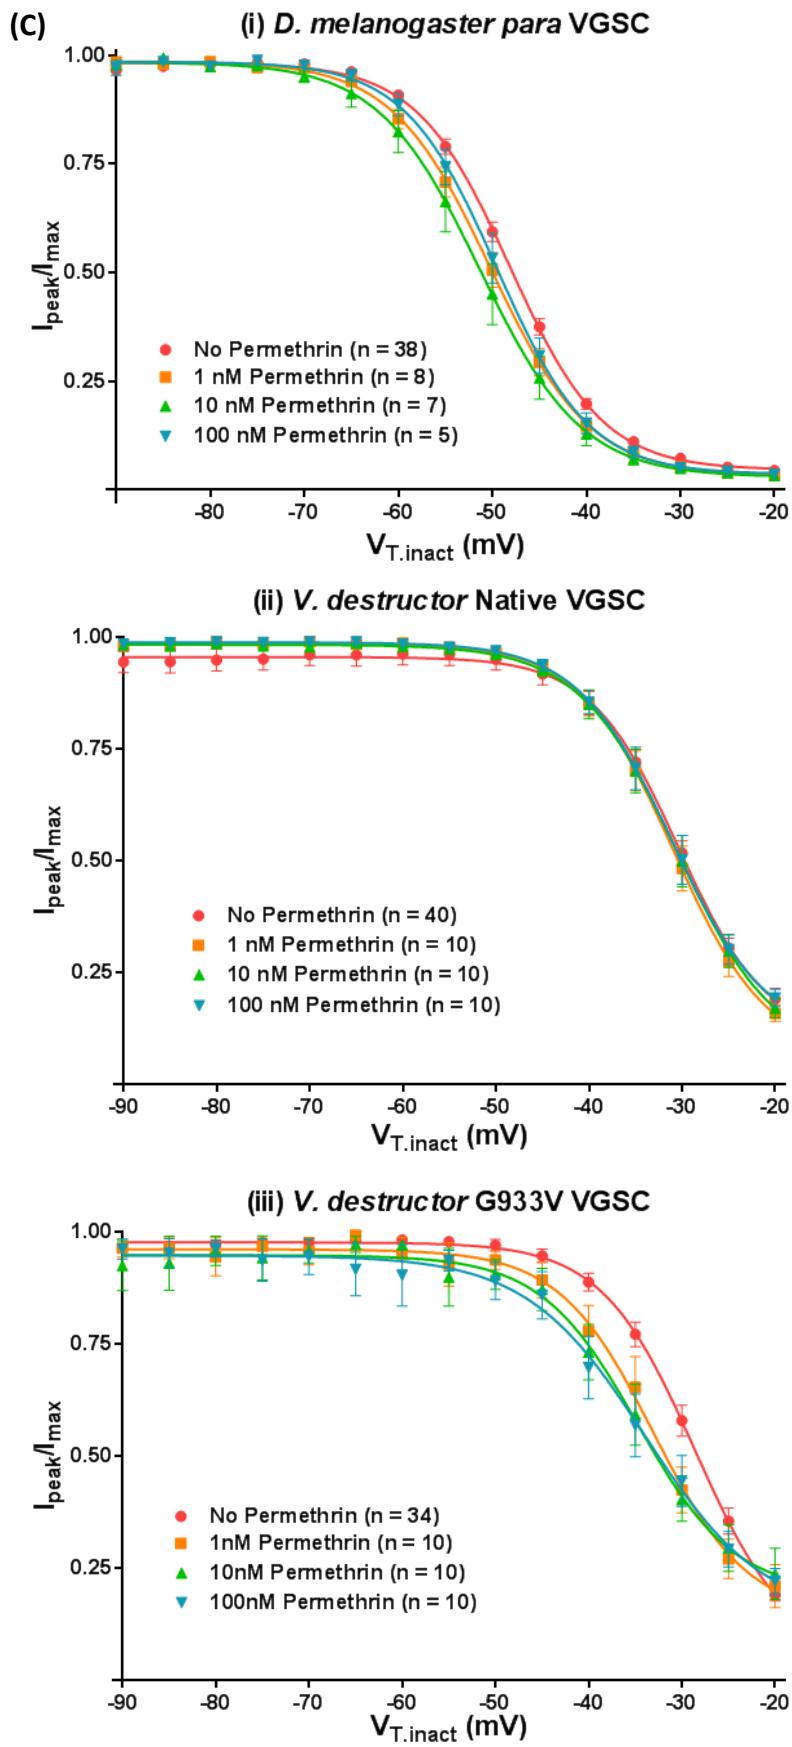 (C)
(i) D. melanogaster para VGSC
1.00
0.75
0.50
0.25
Ipeak/Imax
No Permethrin (n = 38)
1 nM Permethrin (n = 8)
10 nM Permethrin (n = 7)
100 nM Permethrin (n = 5)
-80 -70 -60 -50 -40 -30 -20
VT.inact (mV)
(ii) V. destructor Native VGSC
1.00
0.75
0.50
0.25
Ipeak/Imax
No Permethrin (n = 40)
1 nM Permethrin (n = 10)
10 nM Permethrin (n = 10)
100 nM Permethrin (n = 10)
-90 -80 -70 -60 -50 -40 -30 -20
VT.inact (mV)
(iii) V. destructor G933V VGSC
1.00
0.75
0.50
0.25
Ipeak/Imax
No Permethrin (n = 34)
1nM Permethrin (n = 10)
10nM Permethrin (n = 10)
100nM Permethrin (n = 10)
-90 -80 -70 -60 -50 -40 -30 -20
VT.inact (mV)